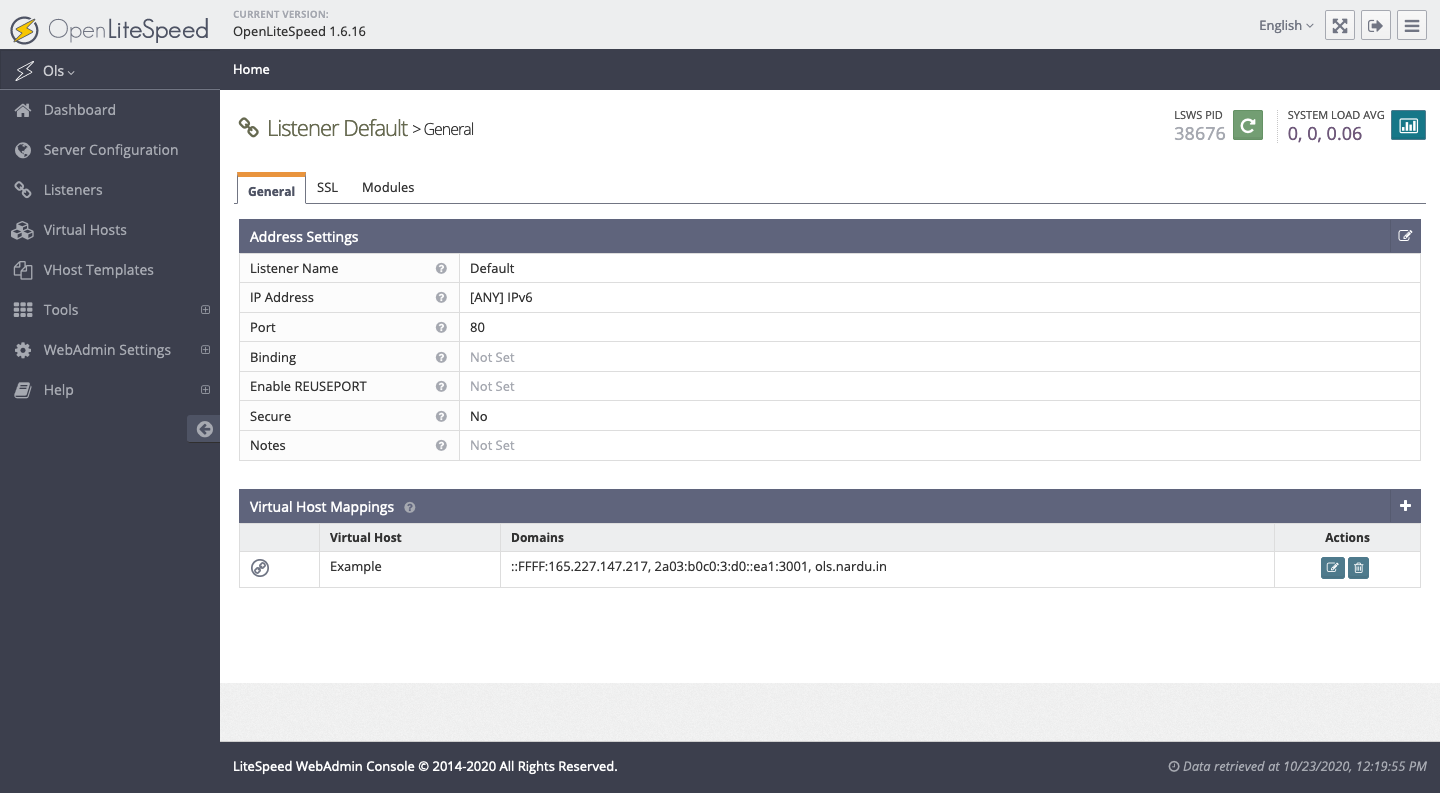 OpenLiteSpeed
CURRENT VERSION:
OpenLiteSpeed 1.6.16
English
Ols
Home
Dashboard
Server Configuration
Listeners
Virtual Hosts
VHost Templates
Tools
WebAdmin Settings
Help
Listener Default > General
LSWS PID
38676
SYSTEM LOAD AVG
0, 0, 0.06
General SSL Modules
Address Settings
Listener Name Default
IP Address [ANY] IPv6
Port 80
Binding Not Set
Enable REUSEPORT Not Set
Secure No
Notes Not Set
Virtual Host Mappings
Virtual Host Domains Actions
Example ::FFFF:165.227.147.217, 2a03:b0c0:3:d0::ea1:3001, ols.nardu.in
LiteSpeed WebAdmin Console © 2014-2020 All Rights Reserved.
Data retrieved at 10/23/2020, 12:19:55 PM